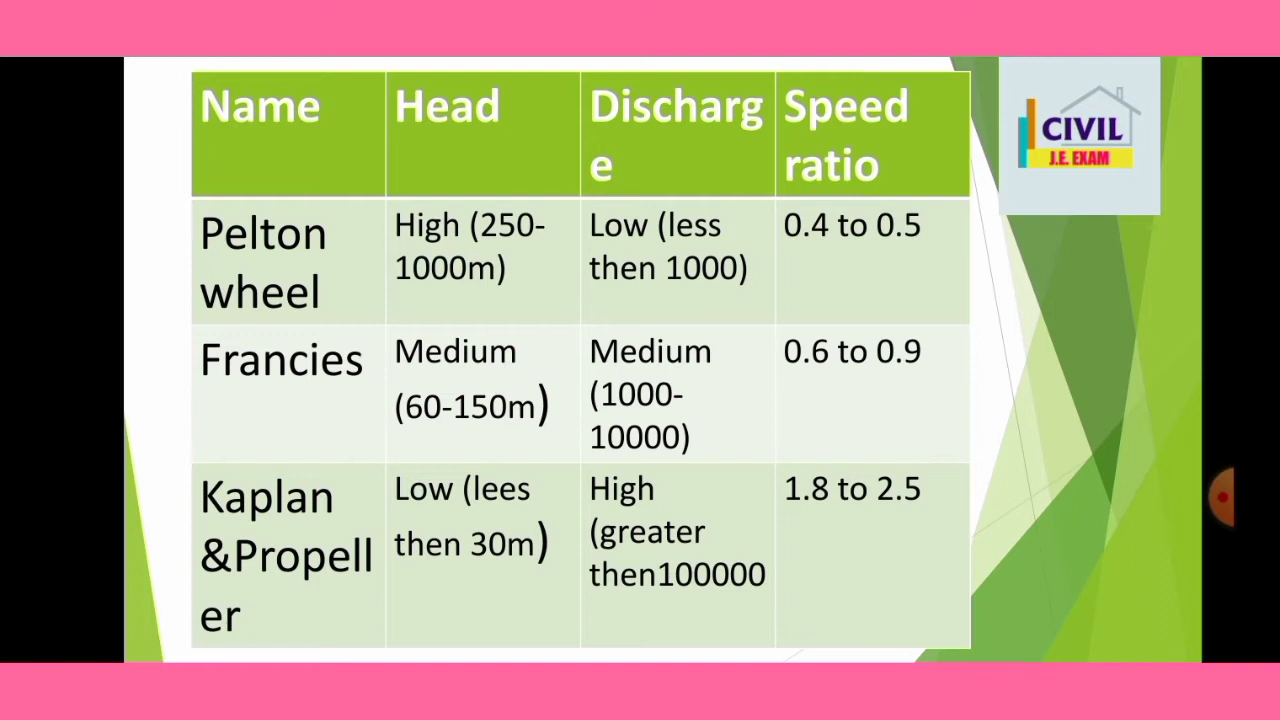 Name
Head
Discharg
e
Speed
ratio
Pelton
wheel
High (250-
1000m)
Low (less
then 1000)
0.4 to 0.5
Francies
Medium
(60-150m)
Medium
(1000-
10000)
0.6 to 0.9
Kaplan
&Propell
er
Low (lees
then 30m)
High
(greater
then100000
1.8 to 2.5
CIVIL
J.E. EXAM